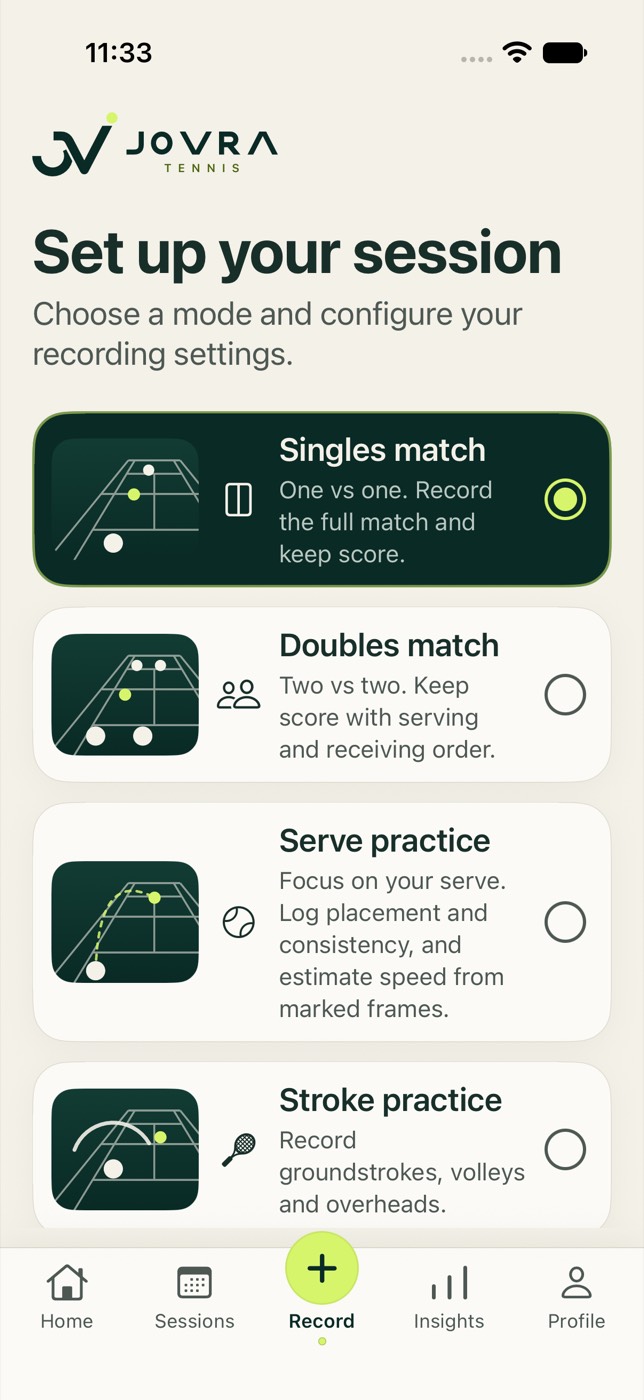 11:33
JOVRA
TENNIS
Set up your session
Choose a mode and configure your
recording settings.
Singles match
One vs one. Record
the full match and
keep score.
Doubles match
Two vs two. Keep
score with serving
and receiving order.
Serve practice
Focus on your serve.
Log placement and
consistency, and
estimate speed from
marked frames.
Stroke practice
Record
groundstrokes, volleys
and overheads.
Home
Sessions
Record
Insights
Profile